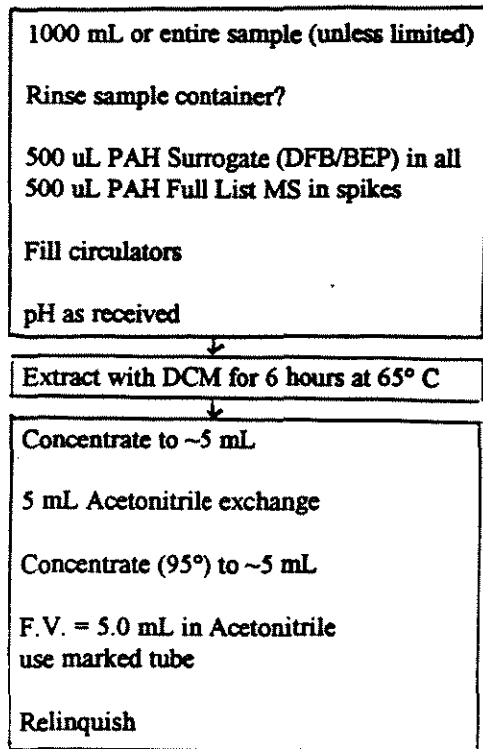 1000 mL or entire sample (unless limited)
Rinse sample container?
500 uL PAH Surrogate (DFB/BEP) in all
500 uL PAH Full List MS in spikes
Fill circulators
pH as received
Extract with DCM for 6 hours at 65° C
Concentrate to ~5 mL
5 mL Acetonitrile exchange
Concentrate (95°) to ~5 mL
F.V. = 5.0 mL in Acetonitrile
use marked tube
Relinquish